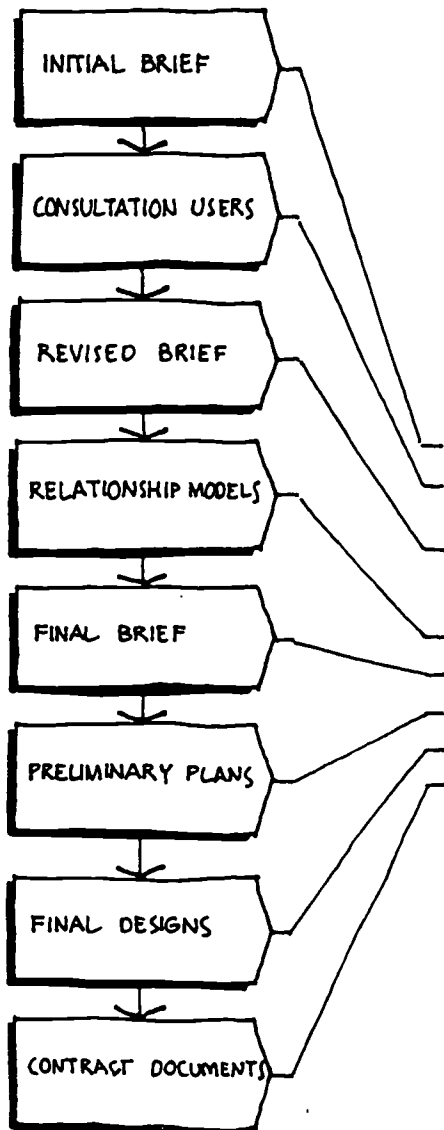 INITIAL BRIEF
CONSULTATION USERS
REVISED BRIEF
RELATIONSHIP MODELS
FINAL BRIEF
PRELIMINARY PLANS
FINAL DESIGNS
CONTRACT DOCUMENTS